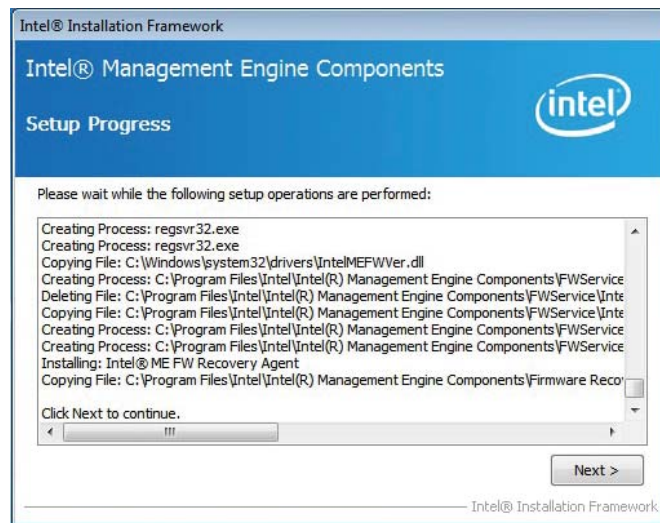 Intel® Installation Framework
Intel® Management Engine Components
Setup Progress
intel
Please wait while the following setup operations are performed:
Creating Process: regsvr32.exe
Creating Process: regsvr32.exe
Copying File: C:\Windows\system32\drivers\IntelMEFWVer.dll
Creating Process: C:\Program Files\Intel\Intel(R) Management Engine Components\FWService
Deleting File: C:\Program Files\Intel\Intel(R) Management Engine Components\FWService\Inte
Copying File: C:\Program Files\Intel\Intel(R) Management Engine Components\FWService\Inte
Creating Process: C:\Program Files\Intel\Intel(R) Management Engine Components\FWService
Creating Process: C:\Program Files\Intel\Intel(R) Management Engine Components\FWService
Installing: Intel® ME FW Recovery Agent
Copying File: C:\Program Files\Intel\Intel(R) Management Engine Components\Firmware Reco
Click Next to continue.
Next >
Intel® Installation Framework